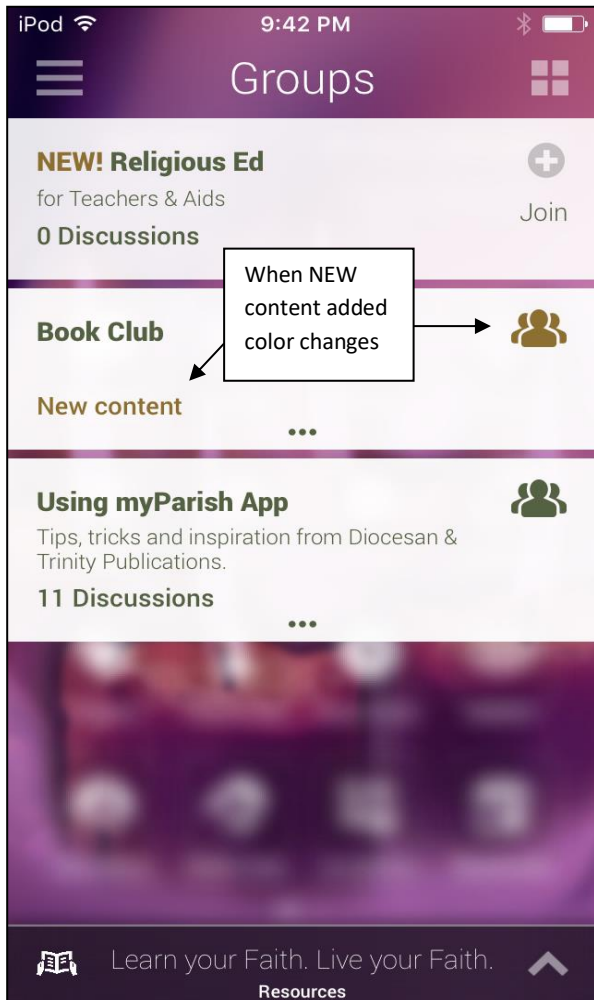 iPod 9:42 PM
Groups
NEW! Religious Ed
for Teachers & Aids
0 Discussions
Join
When NEW
content added
color changes
Book Club
New content
Using myParish App
Tips, tricks and inspiration from Diocesan &
Trinity Publications.
11 Discussions
Learn your Faith. Live your Faith.
Resources